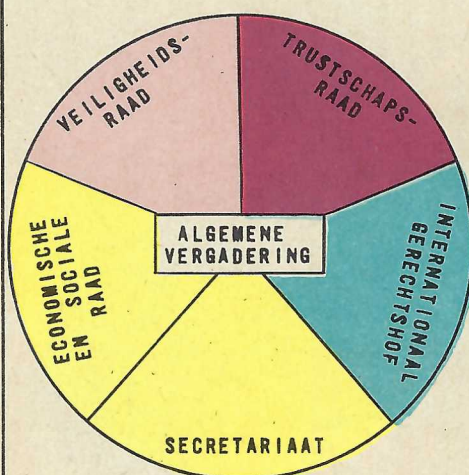 VEILIGHEIDS-
RAAD
TRUSTSCHAPS-
RAAD
ALGEMENE
VERGADERING
ECONOMISCHE
EN SOCIALE
RAAD
INTERNATIONAAL
GERECHTSHOF
SECRETARIAAT